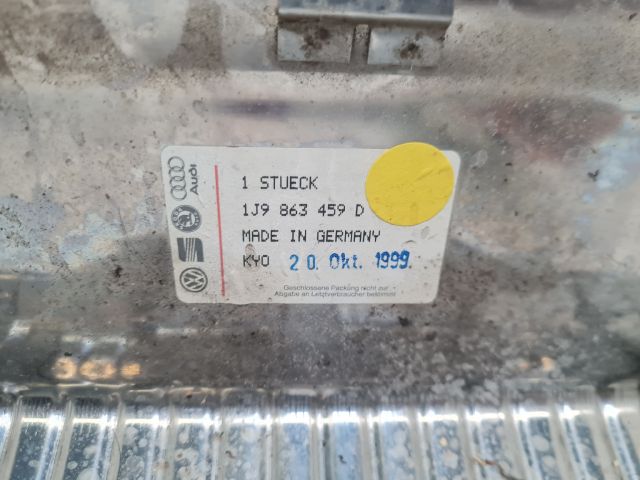 Audi
1 STUECK
1J9 863 459 D
MADE IN GERMANY
KYO 20. Okt. 1999.
Geschlossene Packung nicht zur
Abgabe an Letztverbraucher bestimmt